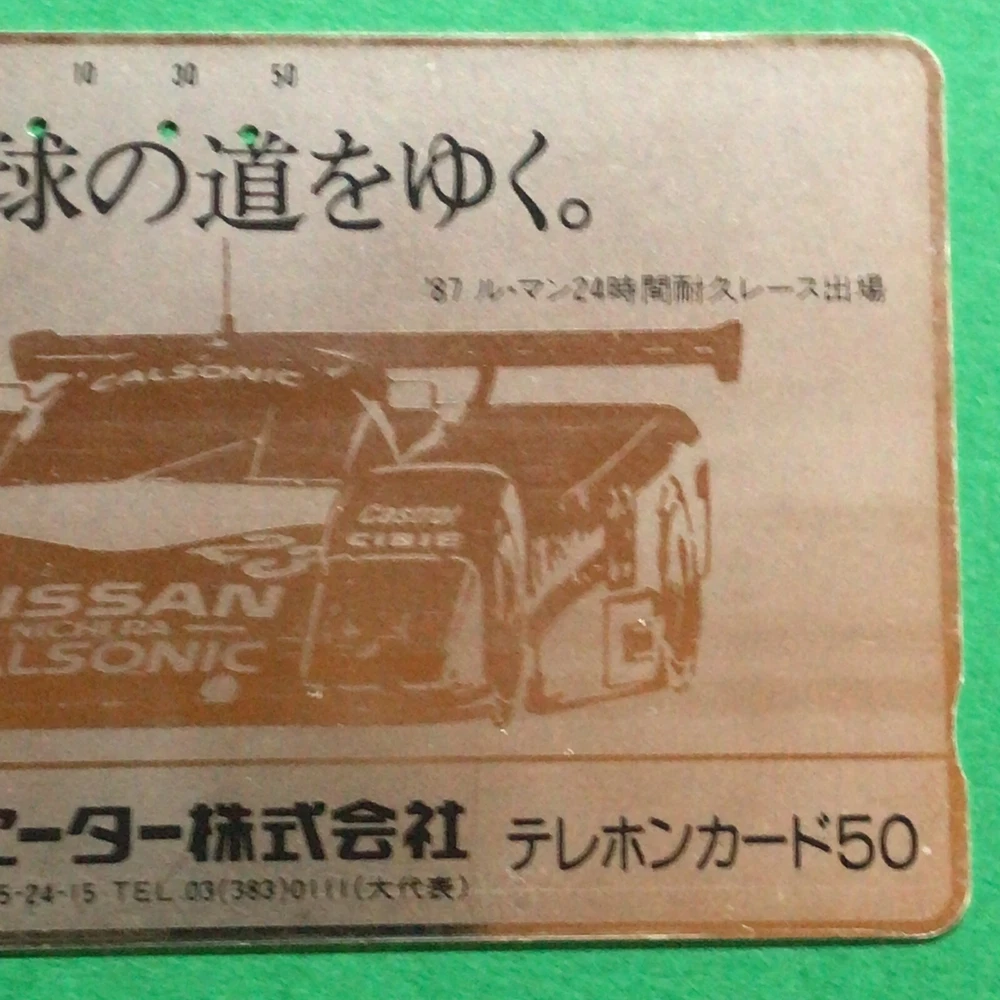 10 30 50
球の道をゆく。
'87 ル・マン24時間耐久レース出場
CALSONIC
Castrol
CIBIE
ISSAN
NICHIRA
ALSONIC
ーター株式会社 テレホンカード50
5-24-15 TEL.03(383)0111(大代表)